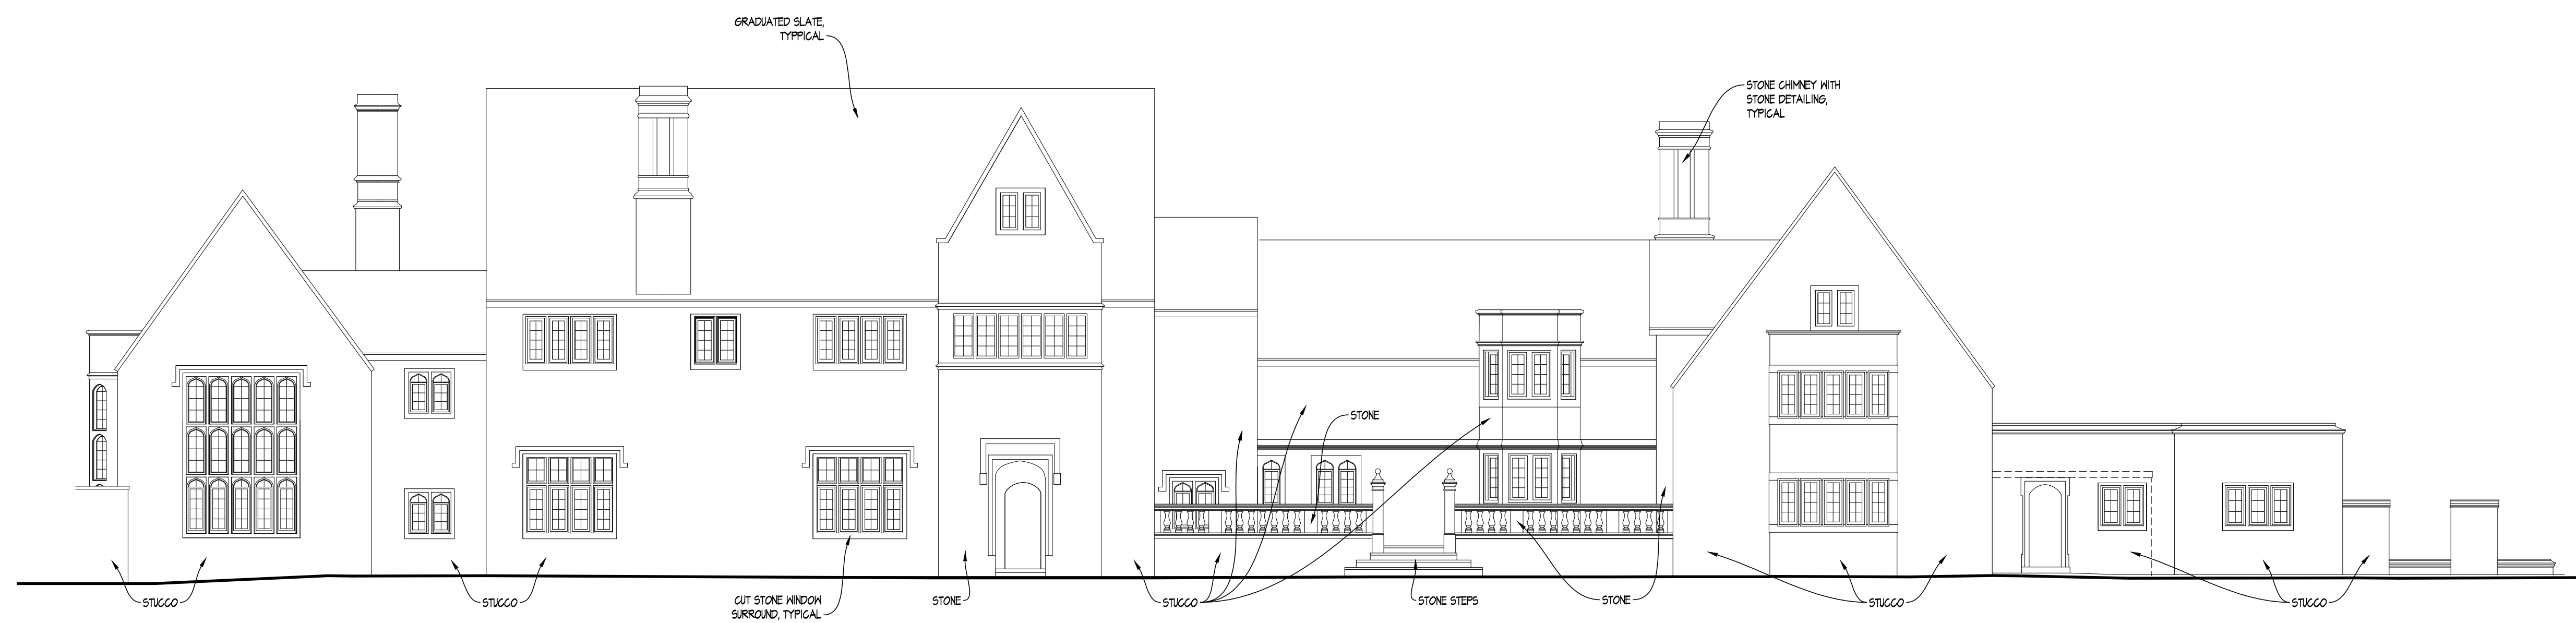 GRADUATED SLATE,
TYPPICAL
STONE CHIMNEY WITH
STONE DETAILING,
TYPICAL
STONE
STUCCO
STUCCO
CUT STONE WINDOW
SURROUND, TYPICAL
STONE
STUCCO
STONE STEPS
STONE
STUCCO
STUCCO